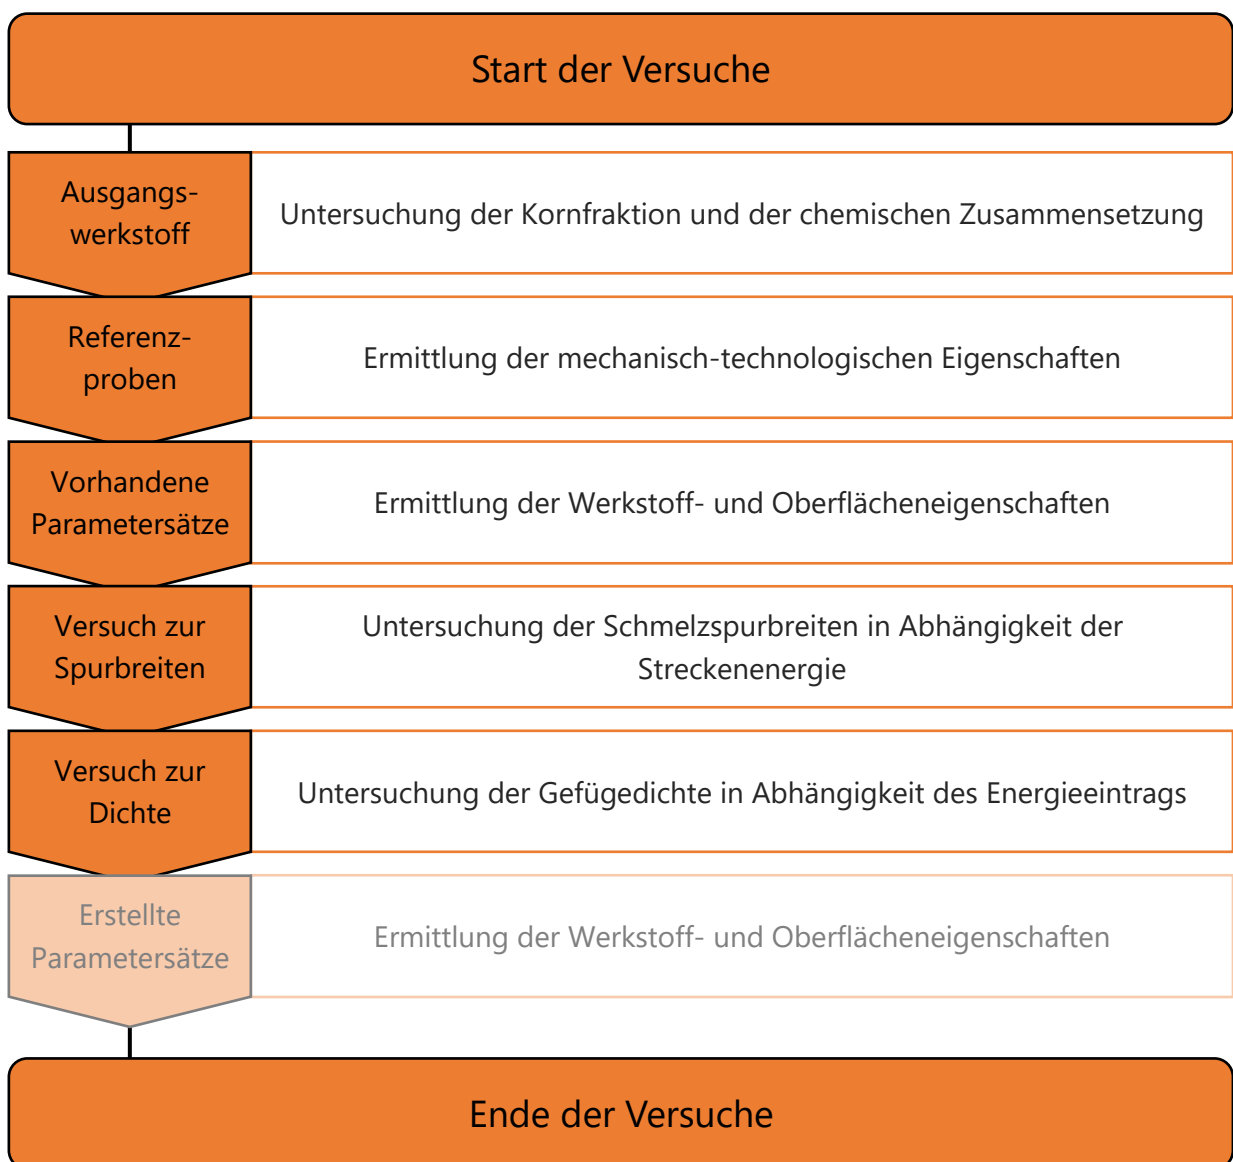 Start der Versuche
Ausgangs-
werkstoff
Untersuchung der Kornfraktion und der chemischen Zusammensetzung
Referenz-
proben
Ermittlung der mechanisch-technologischen Eigenschaften
Vorhandene
Parametersätze
Ermittlung der Werkstoff- und Oberflächeneigenschaften
Versuch zur
Spurbreiten
Untersuchung der Schmelzspurbreiten in Abhängigkeit der
Streckenenergie
Versuch zur
Dichte
Untersuchung der Gefügedichte in Abhängigkeit des Energieeintrags
Erstellte
Parametersätze
Ermittlung der Werkstoff- und Oberflächeneigenschaften
Ende der Versuche